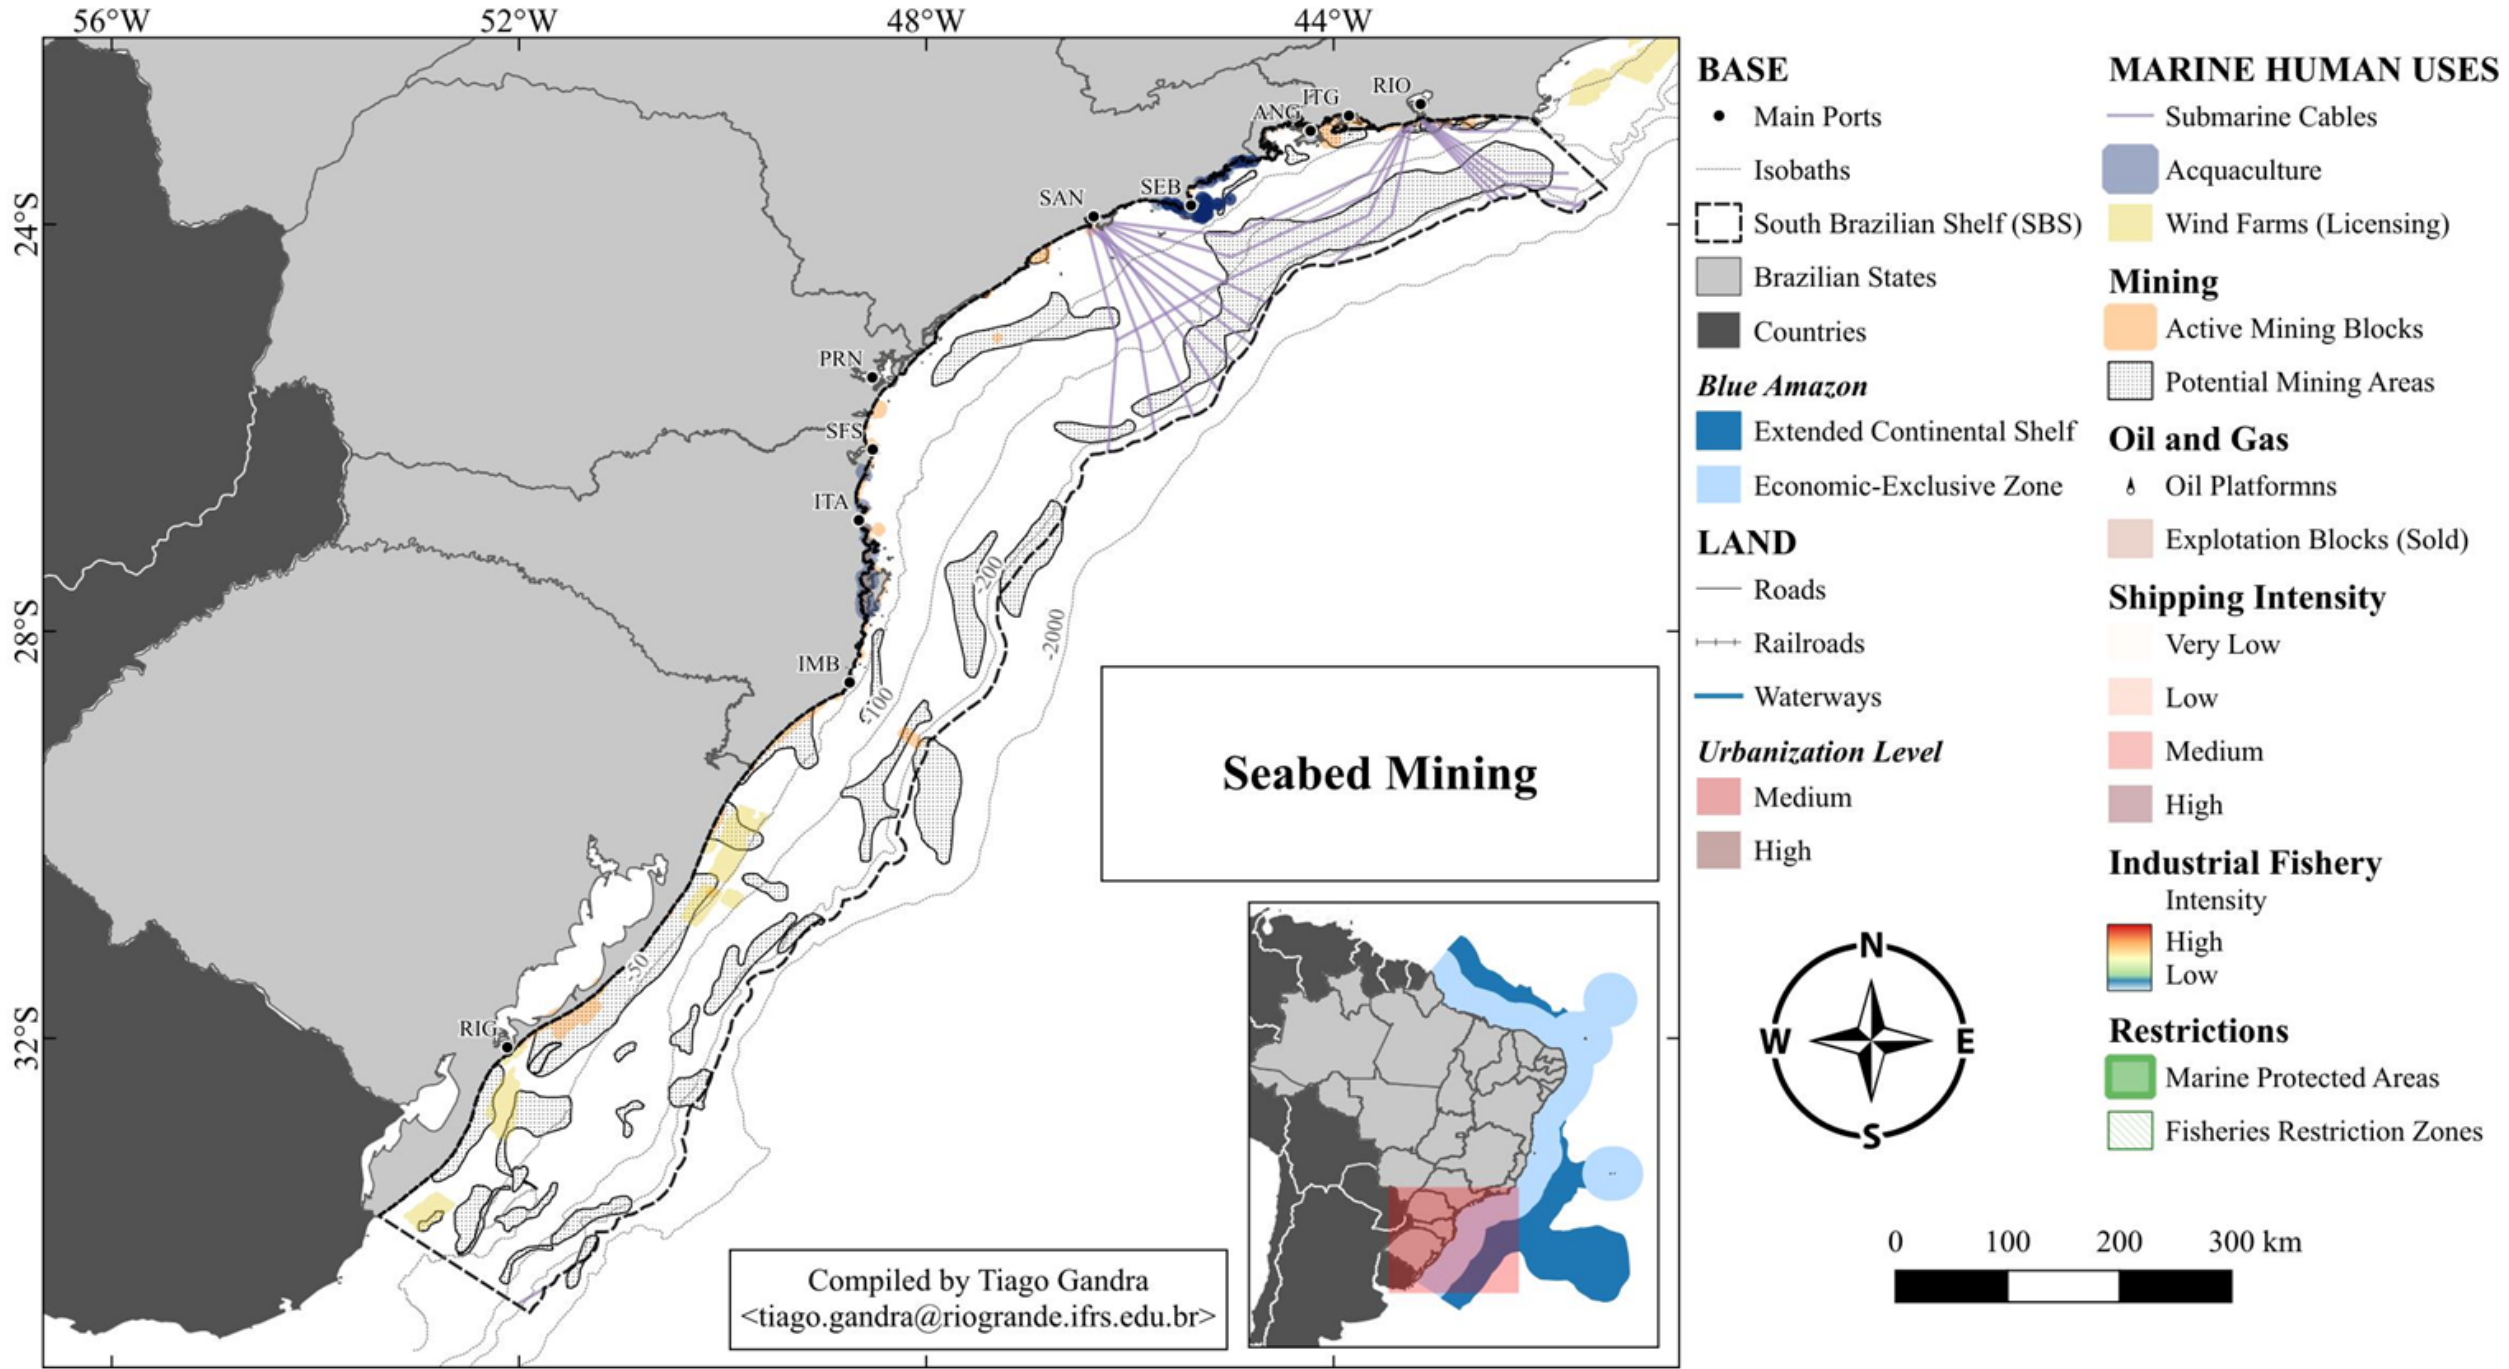 56°W 52°W 48°W 44°W
24°S
28°S
32°S
RIO
ITG
ANG
SEB
SAN
PRN
SFS
ITA
IMB
RIG
-200
-2000
-100
-50
Seabed Mining
Compiled by Tiago Gandra
<tiago.gandra@riogrande.ifrs.edu.br>
BASE
Main Ports
Isobaths
South Brazilian Shelf (SBS)
Brazilian States
Countries
Blue Amazon
Extended Continental Shelf
Economic-Exclusive Zone
LAND
Roads
Railroads
Waterways
Urbanization Level
Medium
High
MARINE HUMAN USES
Submarine Cables
Acquaculture
Wind Farms (Licensing)
Mining
Active Mining Blocks
Potential Mining Areas
Oil and Gas
Oil Platformns
Explotation Blocks (Sold)
Shipping Intensity
Very Low
Low
Medium
High
Industrial Fishery
Intensity
High
Low
Restrictions
Marine Protected Areas
Fisheries Restriction Zones
N
W E
S
0 100 200 300 km